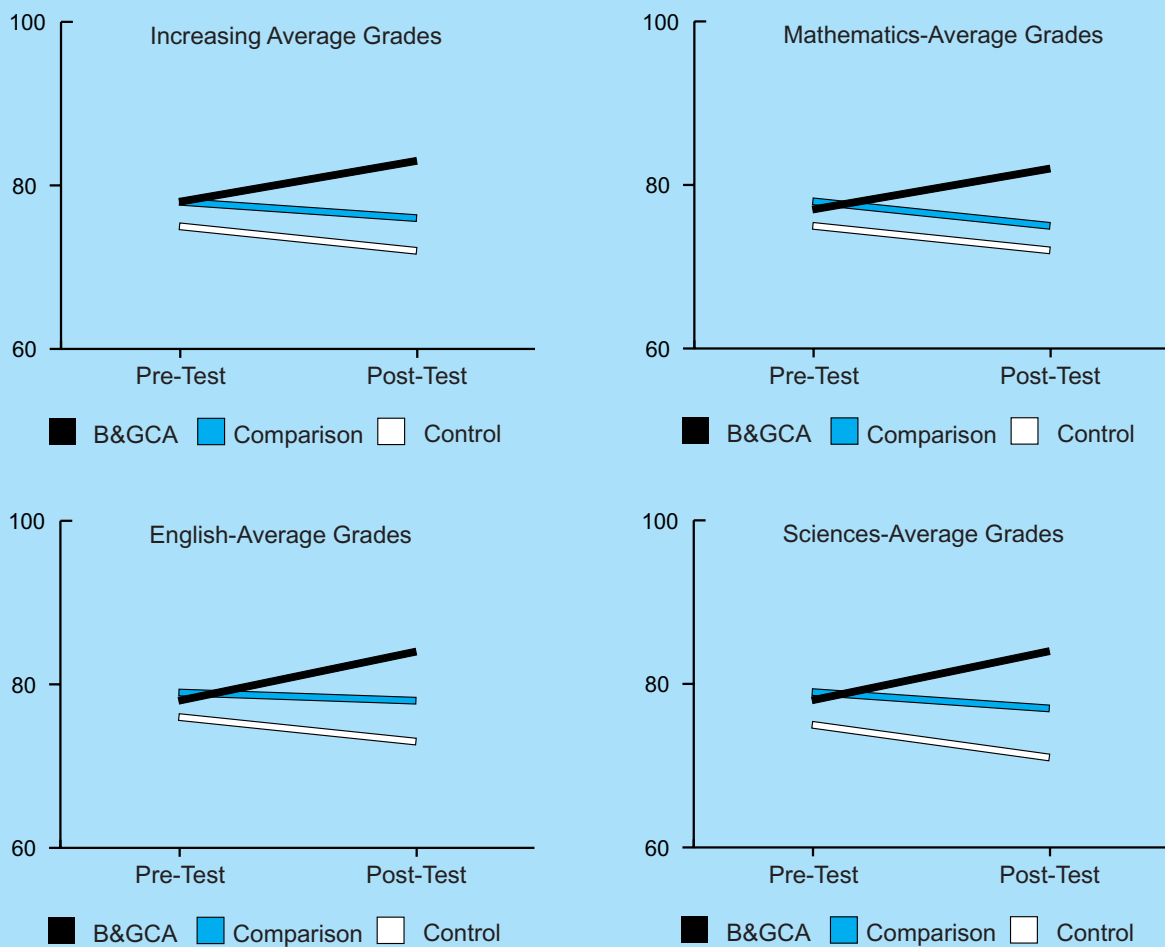 100
Increasing Average Grades
80
60
Pre-Test Post-Test
B&GCA Comparison Control
100
Mathematics-Average Grades
80
60
Pre-Test Post-Test
B&GCA Comparison Control
100
English-Average Grades
80
60
Pre-Test Post-Test
B&GCA Comparison Control
100
Sciences-Average Grades
80
60
Pre-Test Post-Test
B&GCA Comparison Control